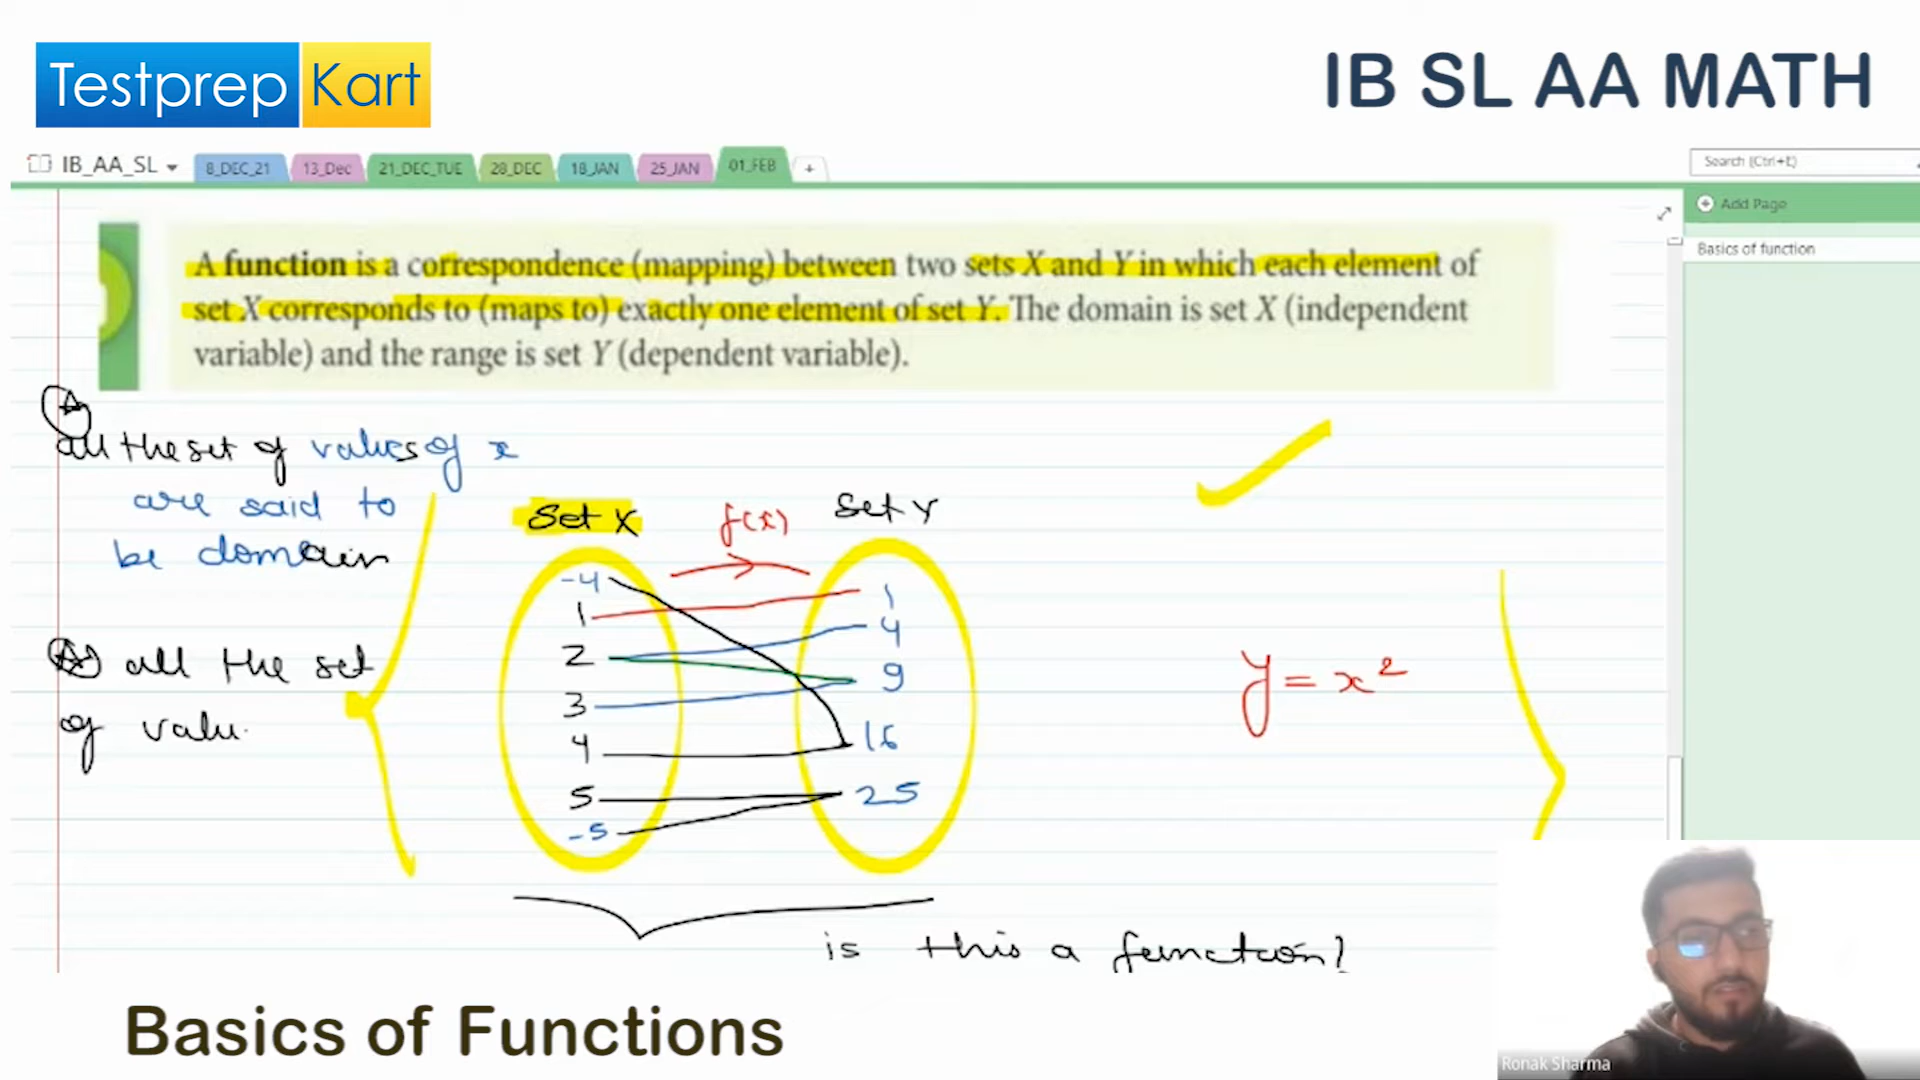 Testprep Kart
IB SL AA MATH
IB_AA_SL
8_DEC_21
13_Dec
21_DEC_TUE
28_DEC
18_JAN
25_JAN
01_FEB
+
Search (Ctrl+E)
Add Page
Basics of function
A function is a correspondence (mapping) between two sets X and Y in which each element of
set X corresponds to (maps to) exactly one element of set Y. The domain is set X (independent
variable) and the range is set Y (dependent variable).
all the set of values of x
are said to
be domain
all the set
of valu.
Set X
f(x)
Set Y
-4
1
2
3
4
5
-5
1
4
9
16
25
y = x²
is this a function?
Basics of Functions
Ronak Sharma